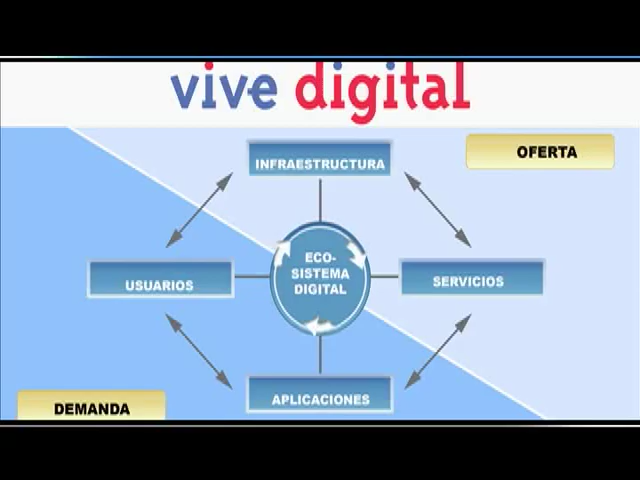 vive digital
OFERTA
INFRAESTRUCTURA
ECO-
SISTEMA
DIGITAL
USUARIOS
SERVICIOS
APLICACIONES
DEMANDA